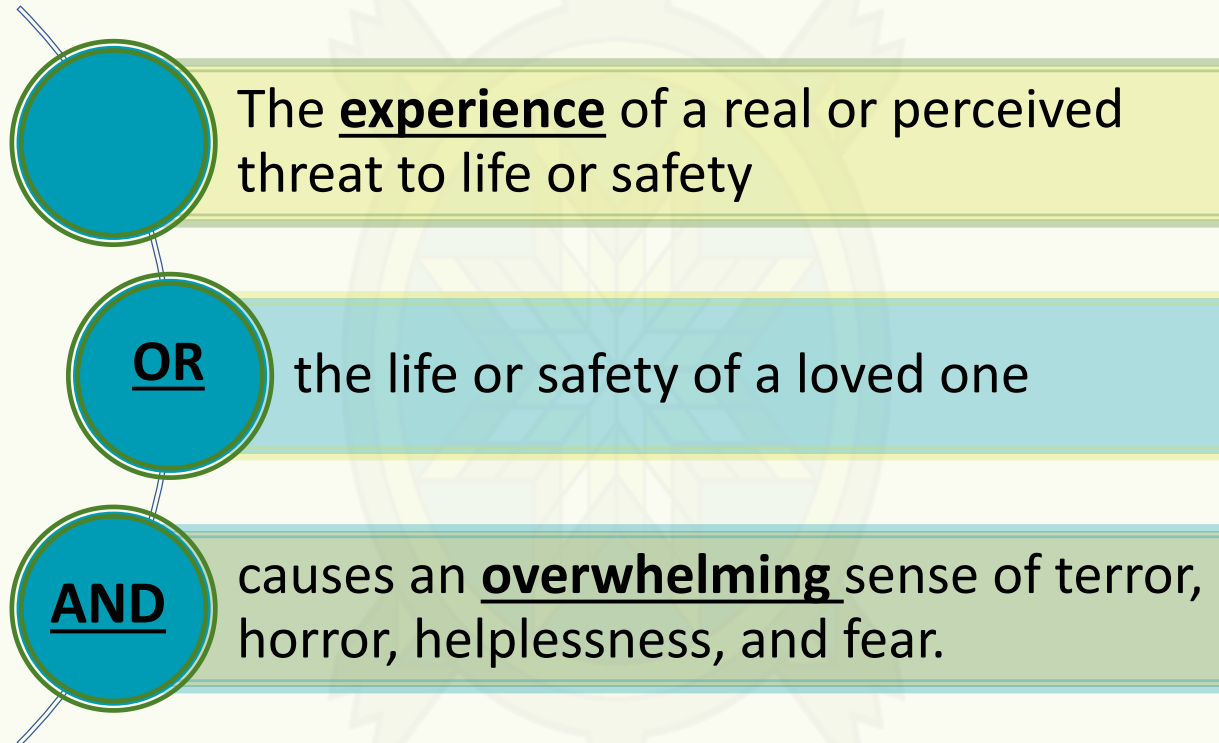 The experience of a real or perceived
threat to life or safety
OR
the life or safety of a loved one
AND
causes an overwhelming sense of terror,
horror, helplessness, and fear.